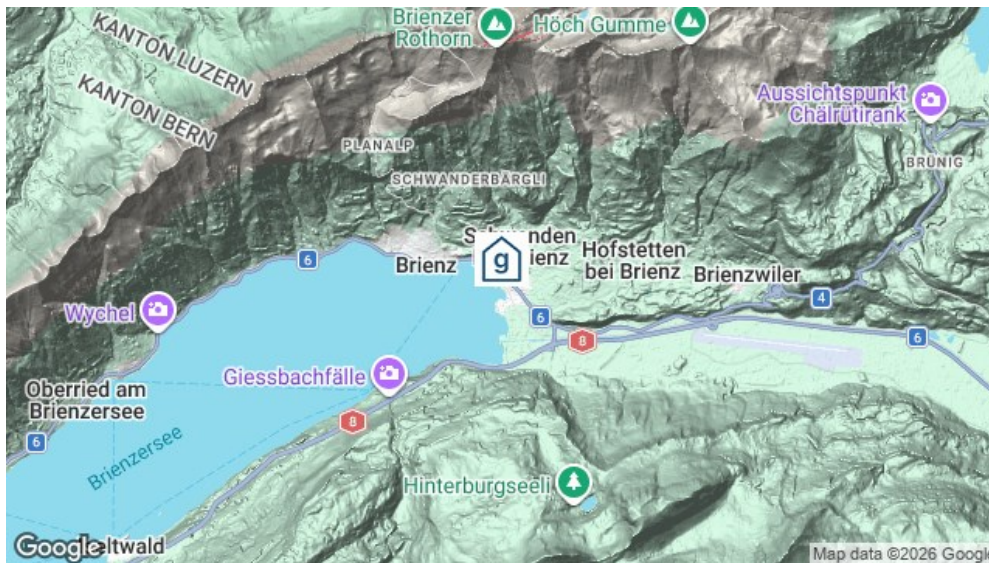 Brienzer
Rothorn
Höch Gumme
KANTON LUZERN
KANTON BERN
Aussichtspunkt
Chälrütirank
PLANALP
BRÜNIG
SCHWANDERBÄRGLI
Brienz
g
Hofstetten
bei Brienz
Brienzwiler
6
Wychel
4
6
8
6
Giessbachfälle
Oberried am
Brienzersee
8
6
Brienzersee
Hinterburgseeli
Google
Map data ©2026 Google